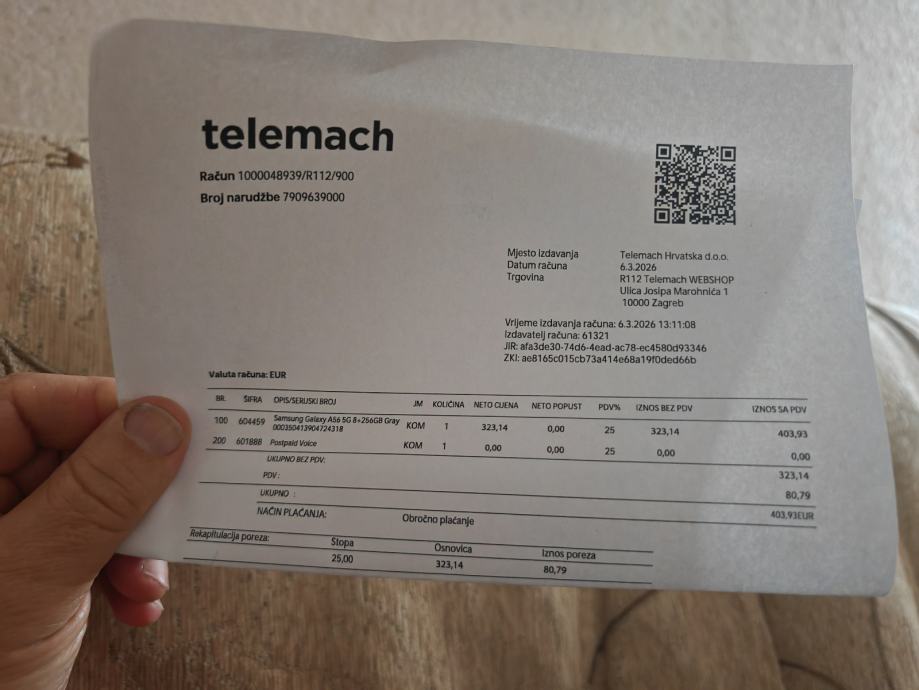 telemach
Račun 1000048939/R112/900
Broj narudžbe 7909639000
Mjesto izdavanja Telemach Hrvatska d.o.o.
Datum računa 6.3.2026
Trgovina R112 Telemach WEBSHOP
Ulica Josipa Marohnića 1
10000 Zagreb
Vrijeme izdavanja računa: 6.3.2026 13:11:08
Izdavatelj računa: 61321
JIR: afa3de30-74d6-4ead-ac78-ec4580d93346
ZKI: ae8165c015cb73a414e68a19f0ded66b
Valuta računa: EUR
BR. ŠIFRA OPIS/SERIJSKI BROJ JM KOLIČINA NETO CIJENA NETO POPUST PDV% IZNOS BEZ PDV IZNOS SA PDV
100 604459 Samsung Galaxy A56 5G 8+256GB Gray KOM 1 323,14 0,00 25 323,14 403,93
000350413904724318
200 601888 Postpaid Voice KOM 1 0,00 0,00 25 0,00 0,00
UKUPNO BEZ PDV: 323,14
PDV : 80,79
UKUPNO : 403,93EUR
NAČIN PLAĆANJA: Obročno plaćanje
Rekapitulacija poreza: Stopa Osnovica Iznos poreza
25,00 323,14 80,79